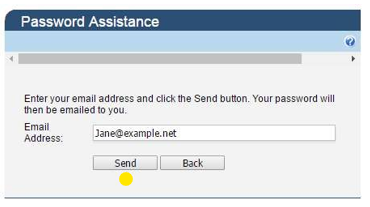 Password Assistance
?
Enter your email address and click the Send button. Your password will
then be emailed to you.
Email
Address:
Jane@example.net
Send Back